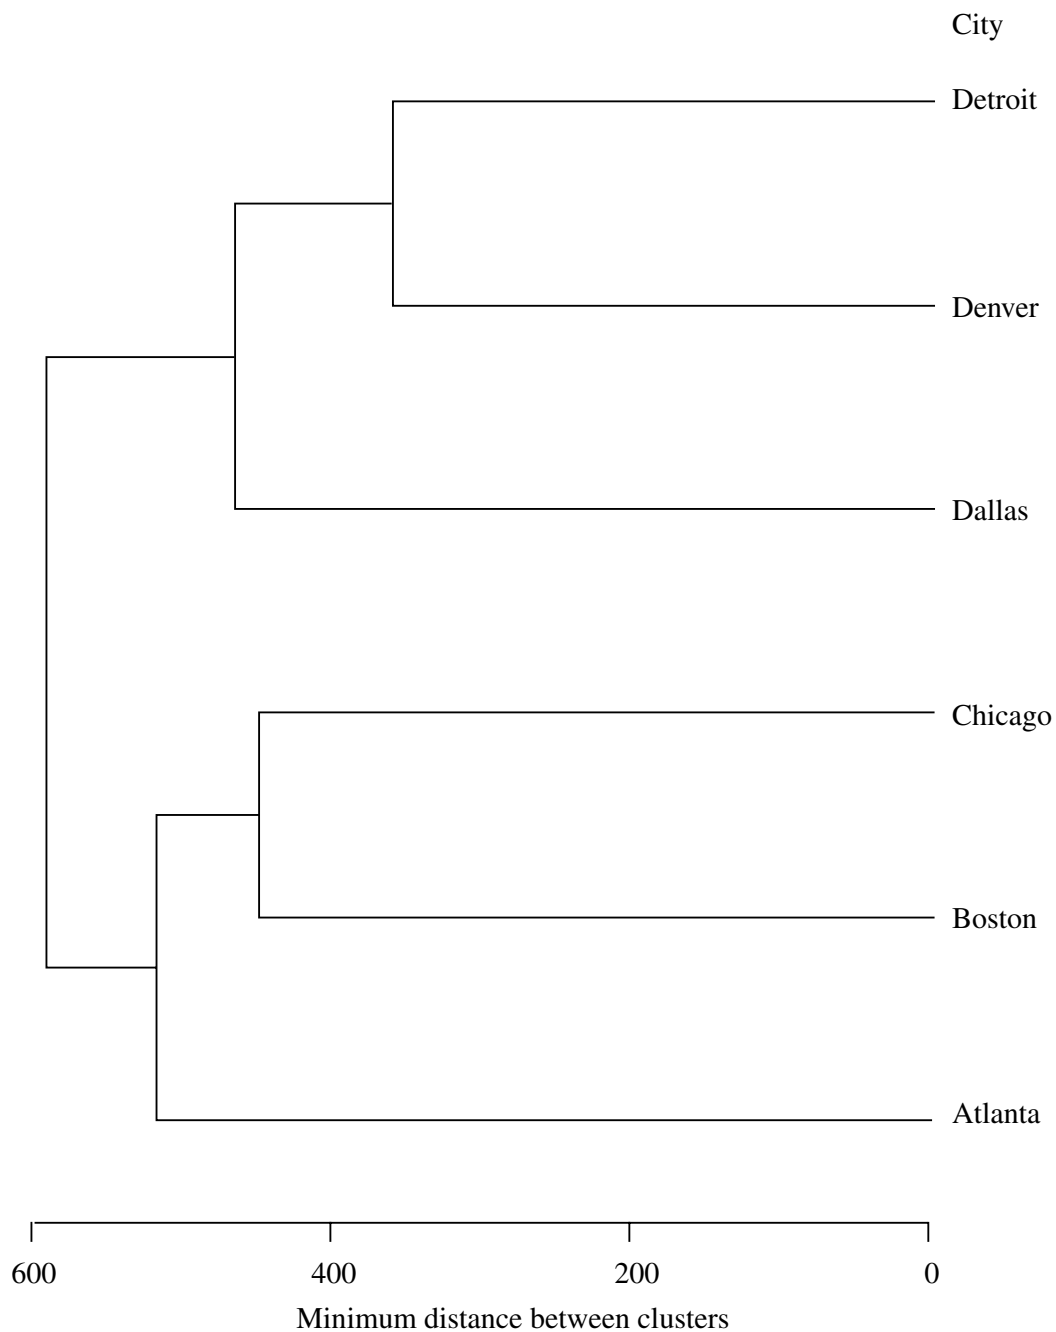 City
Detroit
Denver
Dallas
Chicago
Boston
Atlanta
600 400 200 0
Minimum distance between clusters